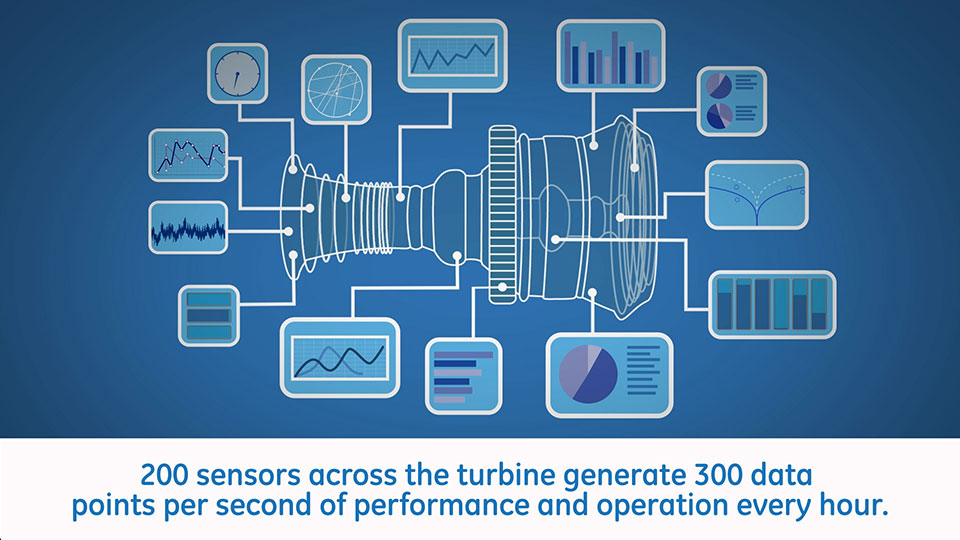 200 sensors across the turbine generate 300 data
points per second of performance and operation every hour.